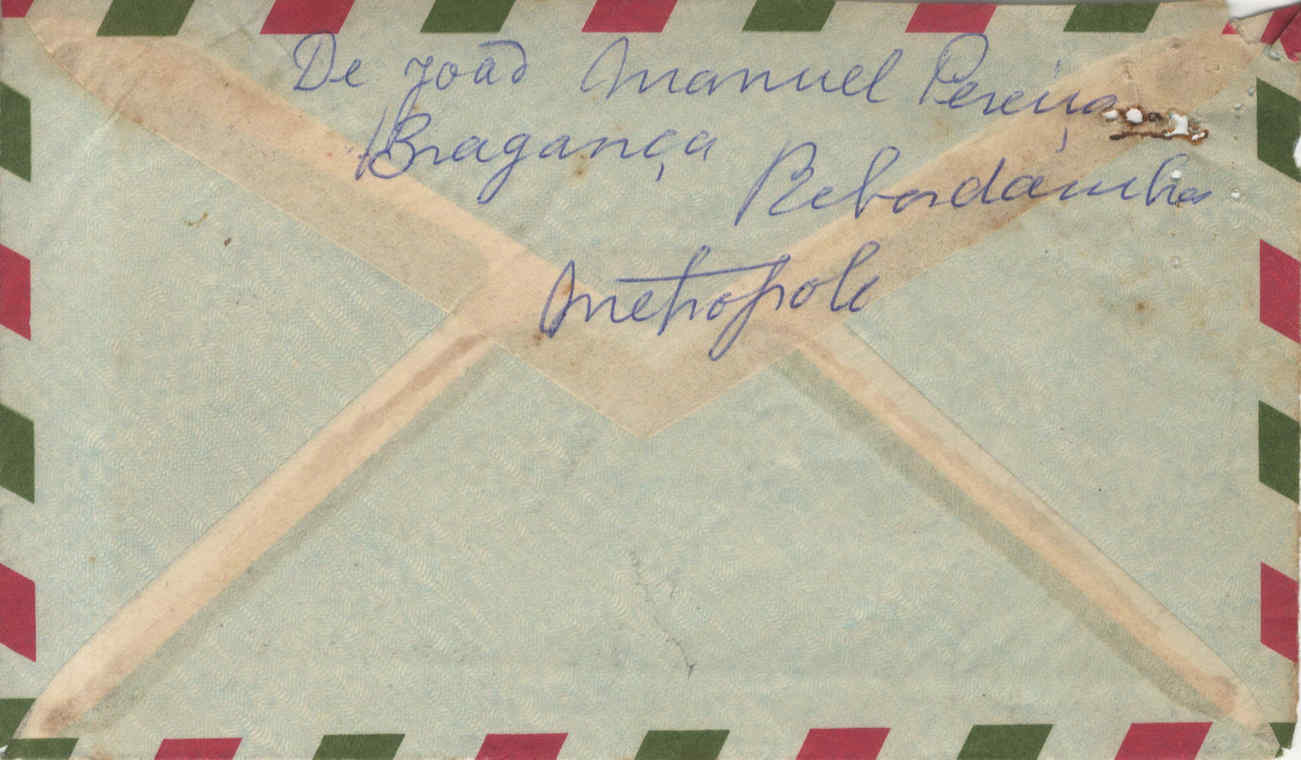 De João Manuel Pereira
Bragança Rebordainhos
Metropole